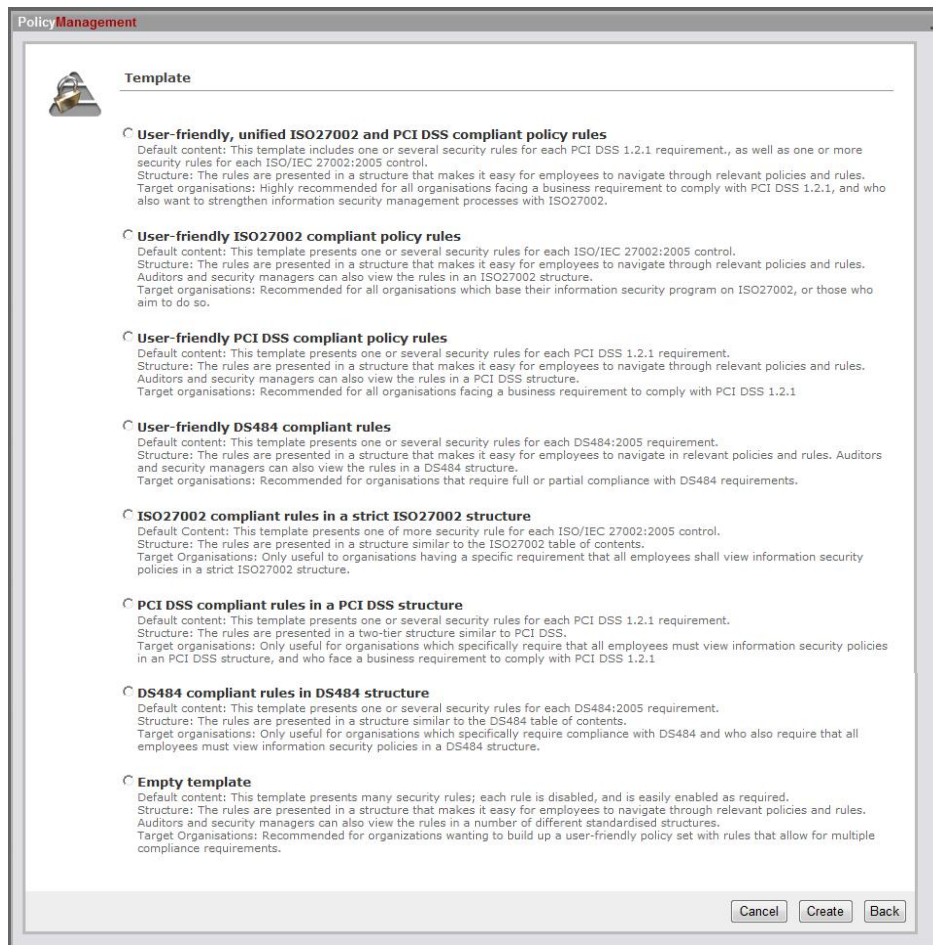 PolicyManagement
Template
User-friendly, unified ISO27002 and PCI DSS compliant policy rules
Default content: This template includes one or several security rules for each PCI DSS 1.2.1 requirement., as well as one or more
security rules for each ISO/IEC 27002:2005 control.
Structure: The rules are presented in a structure that makes it easy for employees to navigate through relevant policies and rules.
Target organisations: Highly recommended for all organisations facing a business requirement to comply with PCI DSS 1.2.1, and who
also want to strengthen information security management processes with ISO27002.
User-friendly ISO27002 compliant policy rules
Default content: This template presents one or several security rules for each ISO/IEC 27002:2005 control.
Structure: The rules are presented in a structure that makes it easy for employees to navigate through relevant policies and rules.
Auditors and security managers can also view the rules in an ISO27002 structure.
Target organisations: Recommended for all organisations which base their information security program on ISO27002, or those who
aim to do so.
User-friendly PCI DSS compliant policy rules
Default content: This template presents one or several security rules for each PCI DSS 1.2.1 requirement.
Structure: The rules are presented in a structure that makes it easy for employees to navigate through relevant policies and rules.
Auditors and security managers can also view the rules in a PCI DSS structure.
Target organisations: Recommended for all organisations facing a business requirement to comply with PCI DSS 1.2.1
User-friendly DS484 compliant rules
Default content: This template presents one or several security rules for each DS484:2005 requirement.
Structure: The rules are presented in a structure that makes it easy for employees to navigate in relevant policies and rules. Auditors
and security managers can also view the rules in a DS484 structure.
Target organisations: Recommended for organisations that require full or partial compliance with DS484 requirements.
ISO27002 compliant rules in a strict ISO27002 structure
Default Content: This template presents one of more security rule for each ISO/IEC 27002:2005 control.
Structure: The rules are presented in a structure similar to the ISO27002 table of contents.
Target Organisations: Only useful to organisations having a specific requirement that all employees shall view information security
policies in a strict ISO27002 structure.
PCI DSS compliant rules in a PCI DSS structure
Default content: This template presents one or several security rules for each PCI DSS 1.2.1 requirement.
Structure: The rules are presented in a two-tier structure similar to PCI DSS.
Target organisations: Only useful for organisations which specifically require that all employees must view information security policies
in an PCI DSS structure, and who face a business requirement to comply with PCI DSS 1.2.1
DS484 compliant rules in DS484 structure
Default content: This template presents one or several security rules for each DS484:2005 requirement.
Structure: The rules are presented in a structure similar to the DS484 table of contents.
Target organisations: Only useful for organisations which specifically require compliance with DS484 and who also require that all
employees must view information security policies in a DS484 structure.
Empty template
Default content: This template presents many security rules; each rule is disabled, and is easily enabled as required.
Structure: The rules are presented in a structure that makes it easy for employees to navigate through relevant policies and rules.
Auditors and security managers can also view the rules in a number of different standardised structures.
Target Organisations: Recommended for organizations wanting to build up a user-friendly policy set with rules that allow for multiple
compliance requirements.
Cancel Create Back